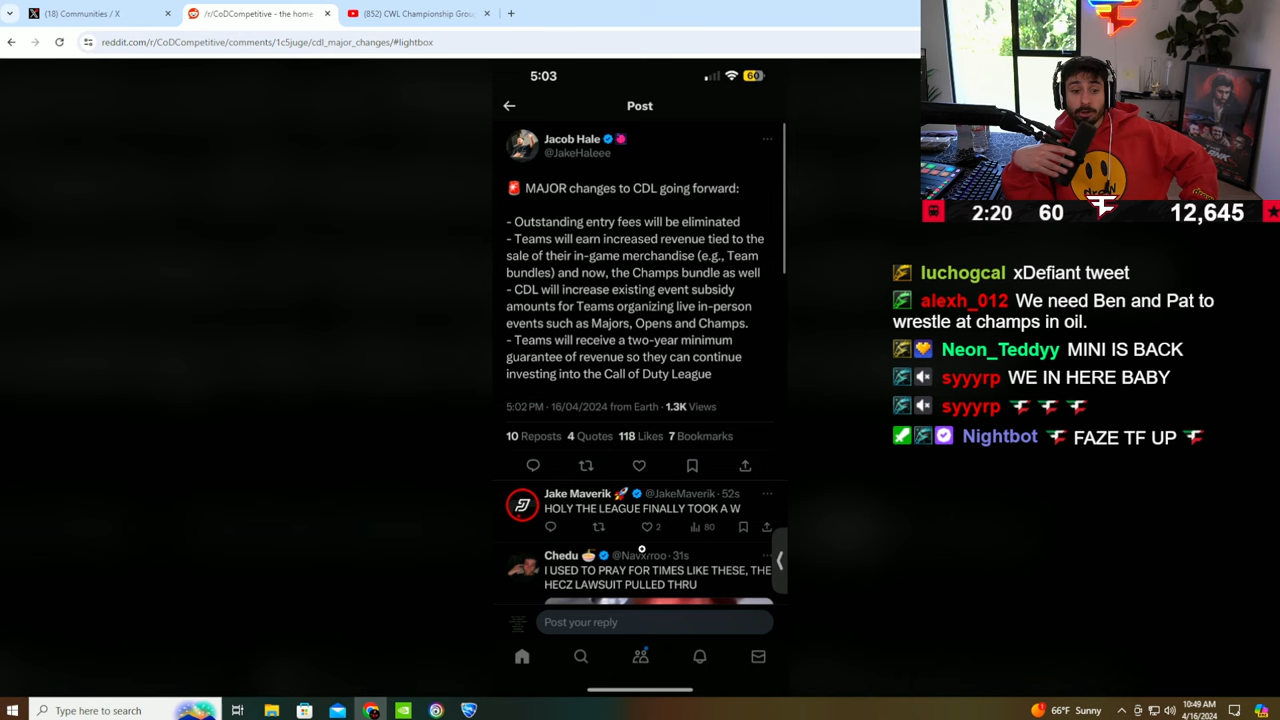 (18) Communities / X
/r/CoDCompetitive - the home
(852) CWL Championship Grou
reddit.com/r/CoDCompetitive/comments/1c5juge/cdl_major_changes/#lightbox
5:03
60
Post
Jacob Hale
@JakeHaleee
🚨 MAJOR changes to CDL going forward:
- Outstanding entry fees will be eliminated
- Teams will earn increased revenue tied to the
sale of their in-game merchandise (e.g., Team
bundles) and now, the Champs bundle as well
- CDL will increase existing event subsidy
amounts for Teams organizing live in-person
events such as Majors, Opens and Champs.
- Teams will receive a two-year minimum
guarantee of revenue so they can continue
investing into the Call of Duty League
5:02 PM · 16/04/2024 from Earth · 1.3K Views
10 Reposts 4 Quotes 118 Likes 7 Bookmarks
Jake Maverik 🚀 @JakeMaverik · 52s
HOLY THE LEAGUE FINALLY TOOK A W
2
80
Chedu 🍜 @Navxrroo · 31s
I USED TO PRAY FOR TIMES LIKE THESE, THE
HECZ LAWSUIT PULLED THRU
Post your reply
2:20 60 12,645
luchogcal xDefiant tweet
alexh_012 We need Ben and Pat to
wrestle at champs in oil.
Neon_Teddyy MINI IS BACK
syyyrp WE IN HERE BABY
syyyrp
Nightbot FAZE TF UP
Type here to search
66°F Sunny
10:49 AM
4/16/2024